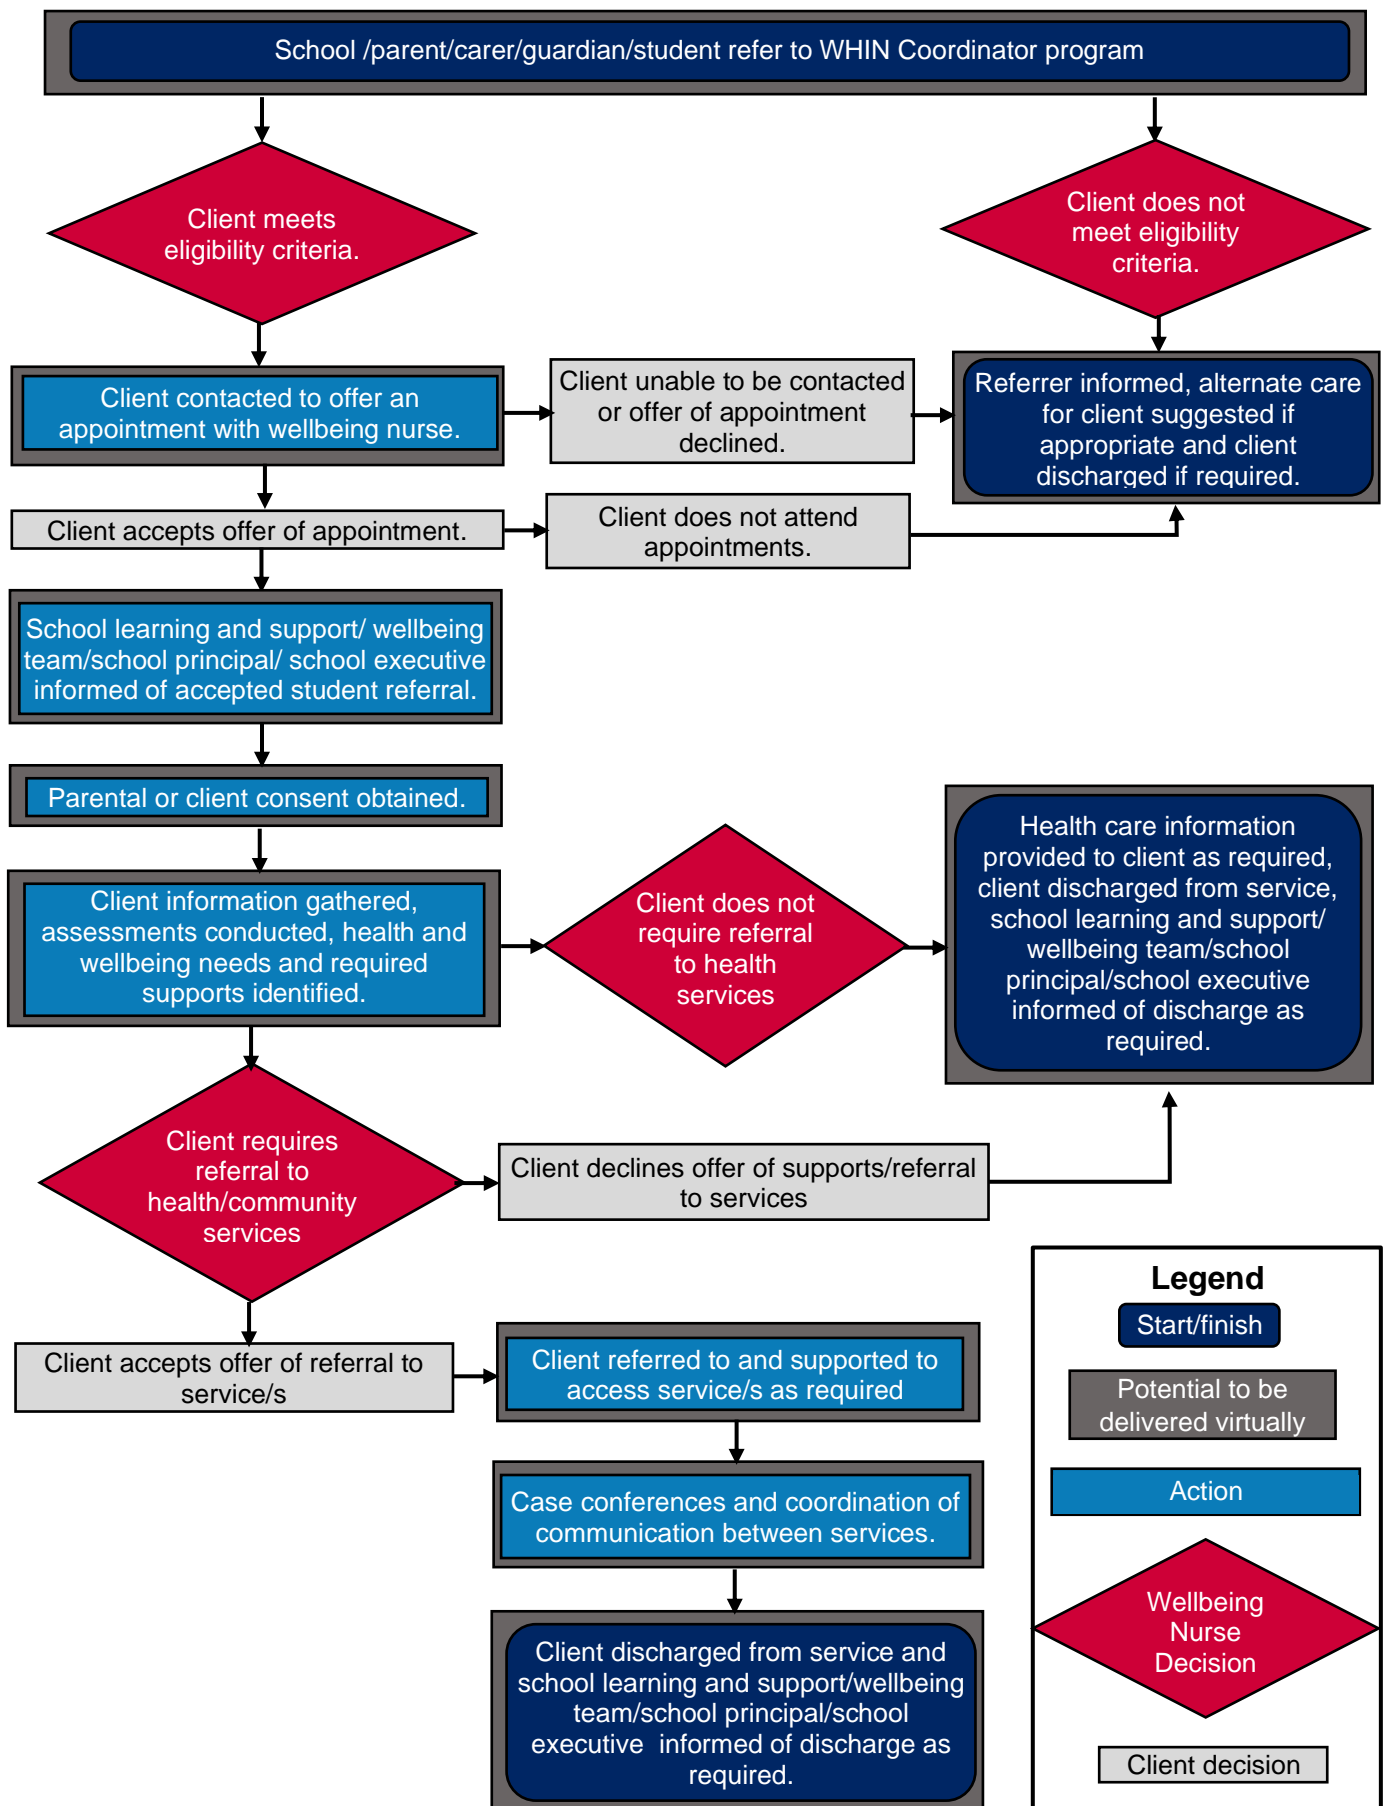 School /parent/carer/guardian/student refer to WHIN Coordinator program
Client meets
eligibility criteria.
Client does not
meet eligibility
criteria.
Client contacted to offer an
appointment with wellbeing nurse.
Client unable to be contacted
or offer of appointment
declined.
Referrer informed, alternate care
for client suggested if
appropriate and client
discharged if required.
Client accepts offer of appointment.
Client does not attend
appointments.
School learning and support/ wellbeing
team/school principal/ school executive
informed of accepted student referral.
Parental or client consent obtained.
Client information gathered,
assessments conducted, health and
wellbeing needs and required
supports identified.
Client does not
require referral
to health
services
Health care information
provided to client as required,
client discharged from service,
school learning and support/
wellbeing team/school
principal/school executive
informed of discharge as
required.
Client requires
referral to
health/community
services
Client declines offer of supports/referral
to services
Client accepts offer of referral to
service/s
Client referred to and supported to
access service/s as required
Case conferences and coordination of
communication between services.
Client discharged from service and
school learning and support/wellbeing
team/school principal/school
executive  informed of discharge as
required.
Legend
Start/finish
Potential to be
delivered virtually
Action
Wellbeing
Nurse
Decision
Client decision